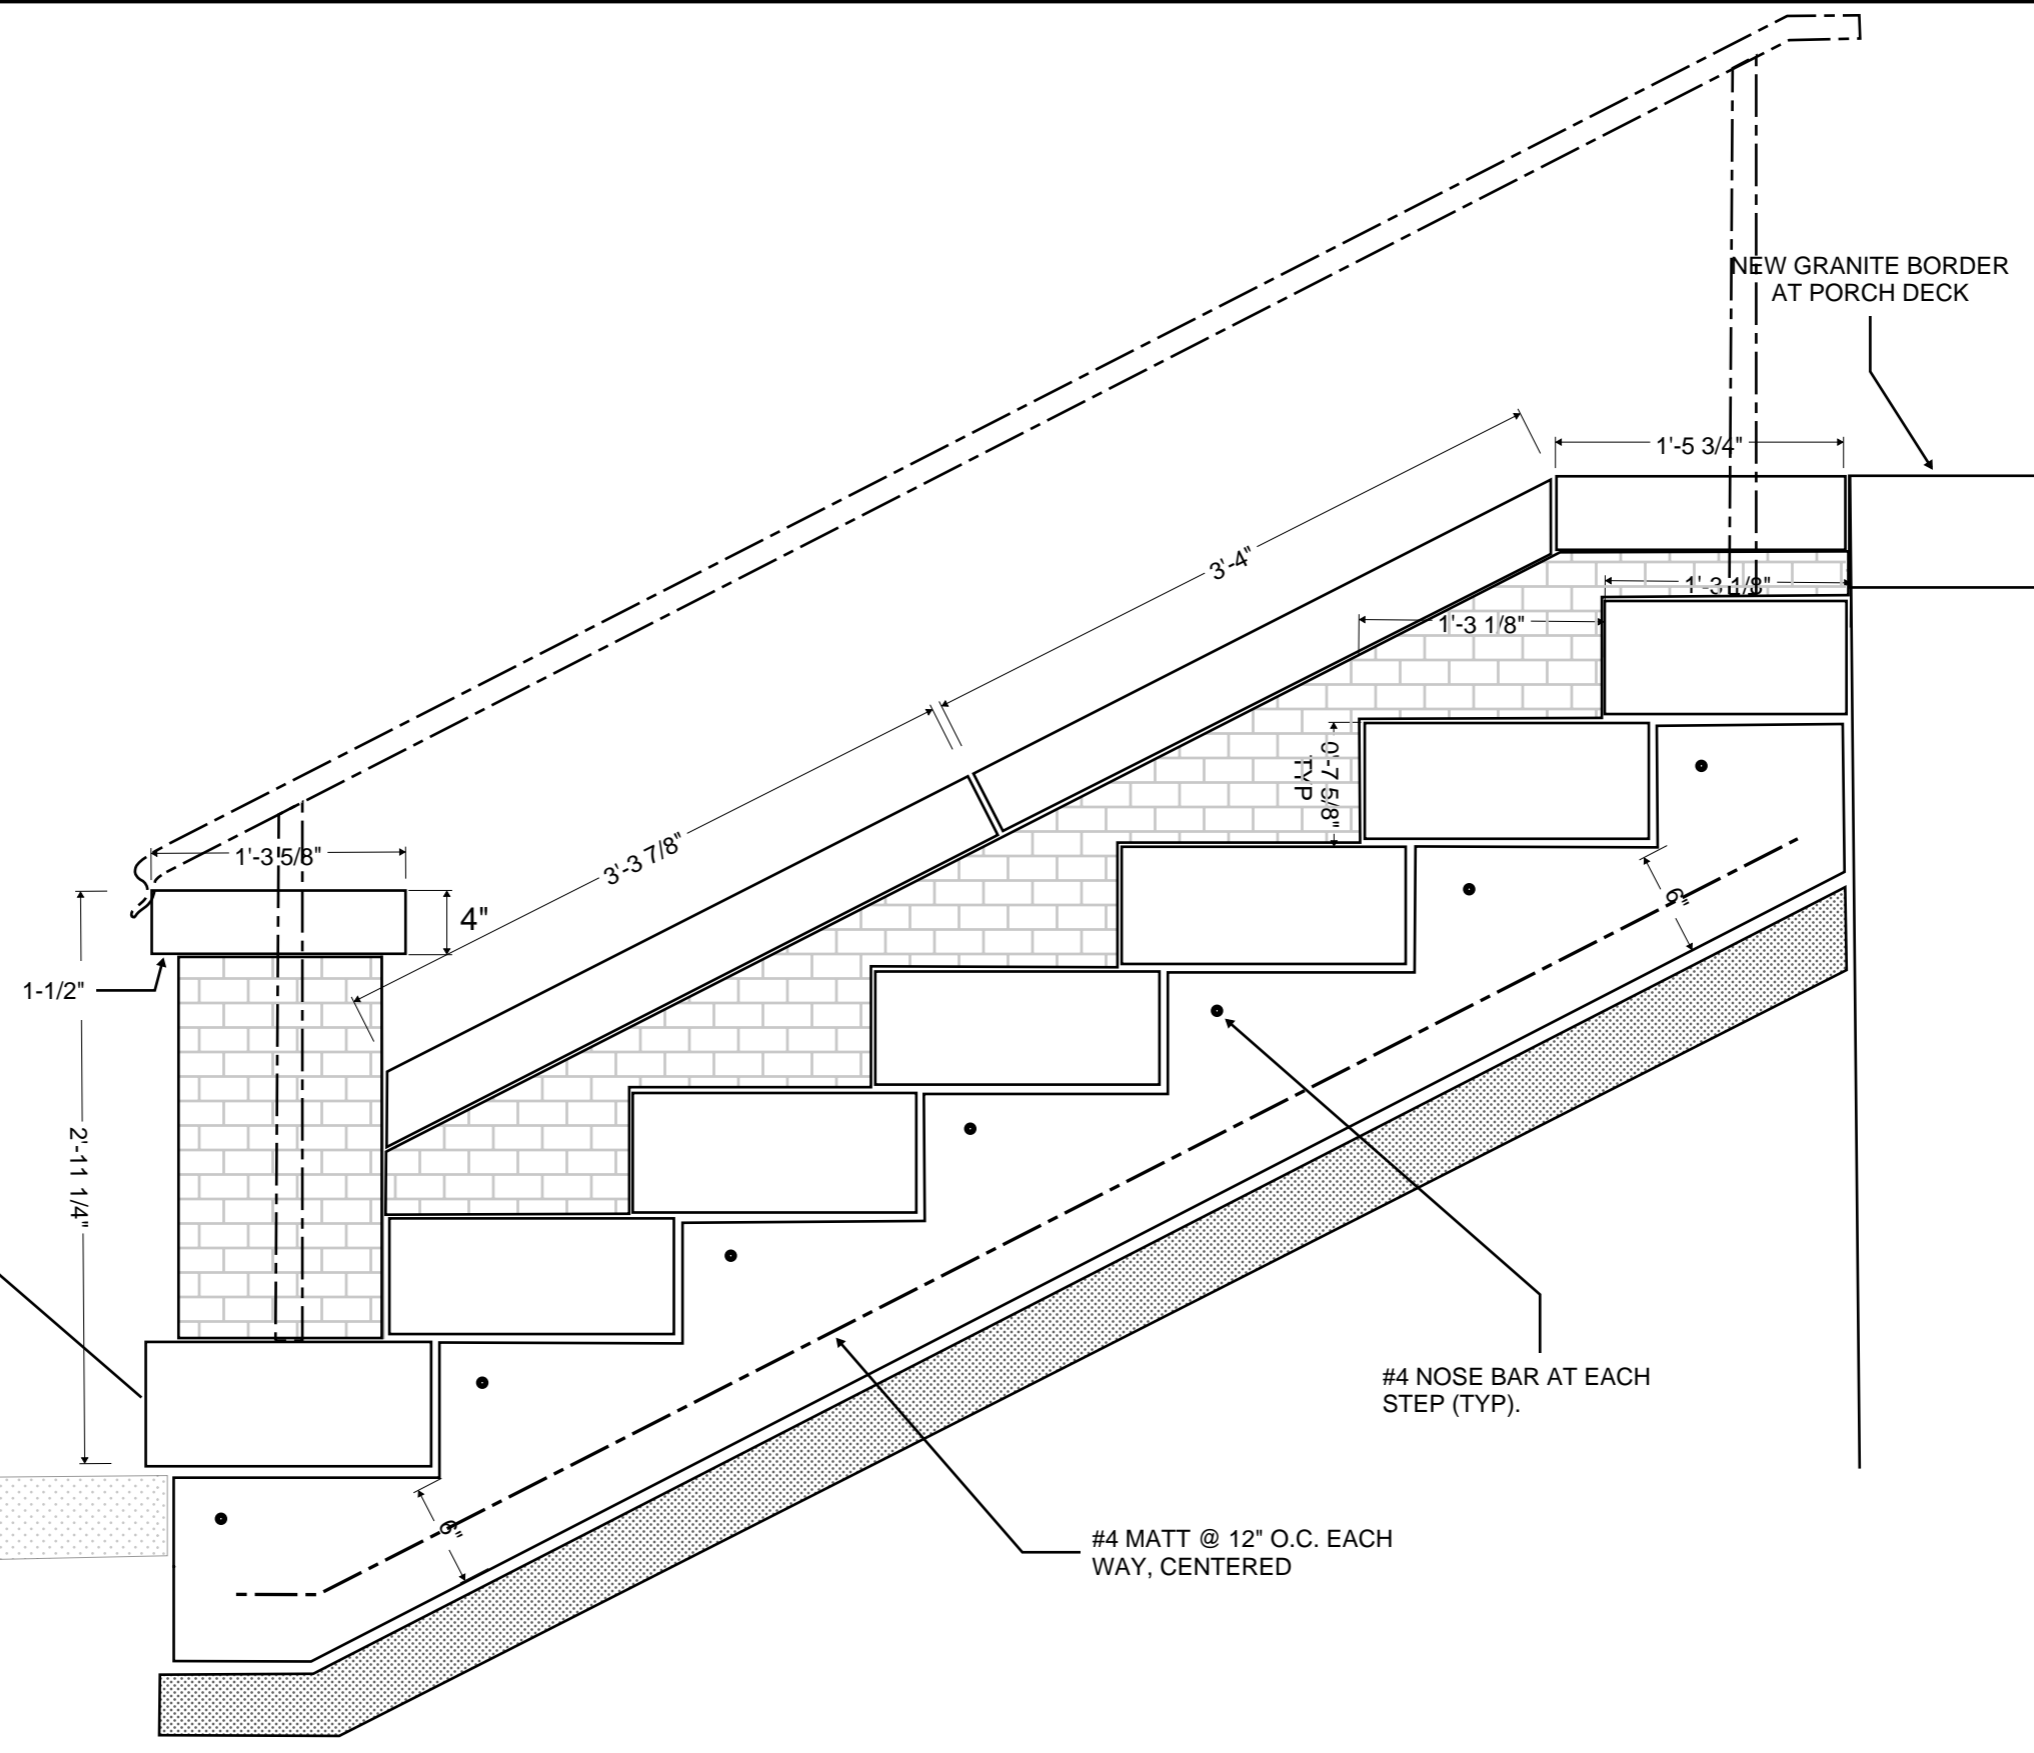 NEW GRANITE BORDER
AT PORCH DECK
1'-5 3/4"
3'-4"
1'-3 1/8"
1'-3 1/8"
0'-7 5/8"
TYP
3'-3 7/8"
1'-3 5/8"
4"
1-1/2"
2'-11 1/4"
6"
6"
#4 NOSE BAR AT EACH
STEP (TYP).
#4 MATT @ 12" O.C. EACH
WAY, CENTERED